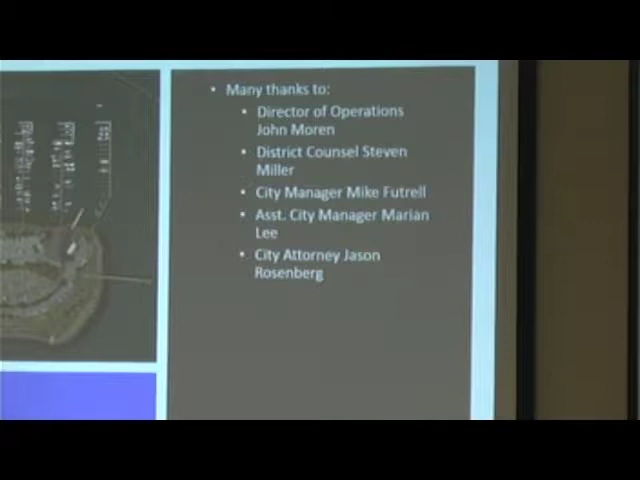 • Many thanks to:
• Director of Operations
John Moren
• District Counsel Steven
Miller
• City Manager Mike Futrell
• Asst. City Manager Marian
Lee
• City Attorney Jason
Rosenberg